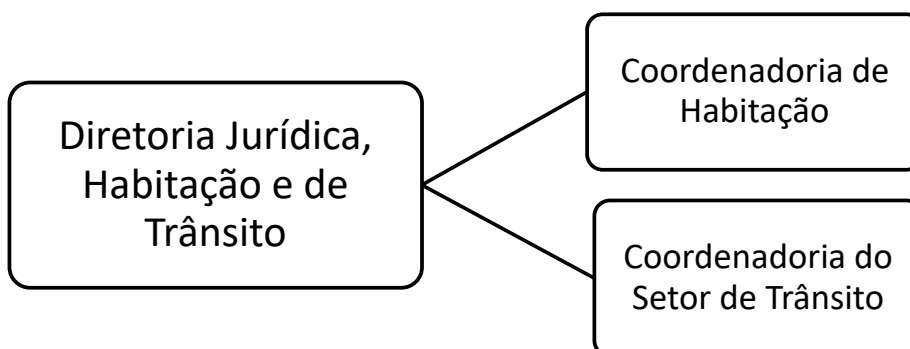 Diretoria Jurídica,
Habitação e de
Trânsito
Coordenadoria de
Habitação
Coordenadoria do
Setor de Trânsito